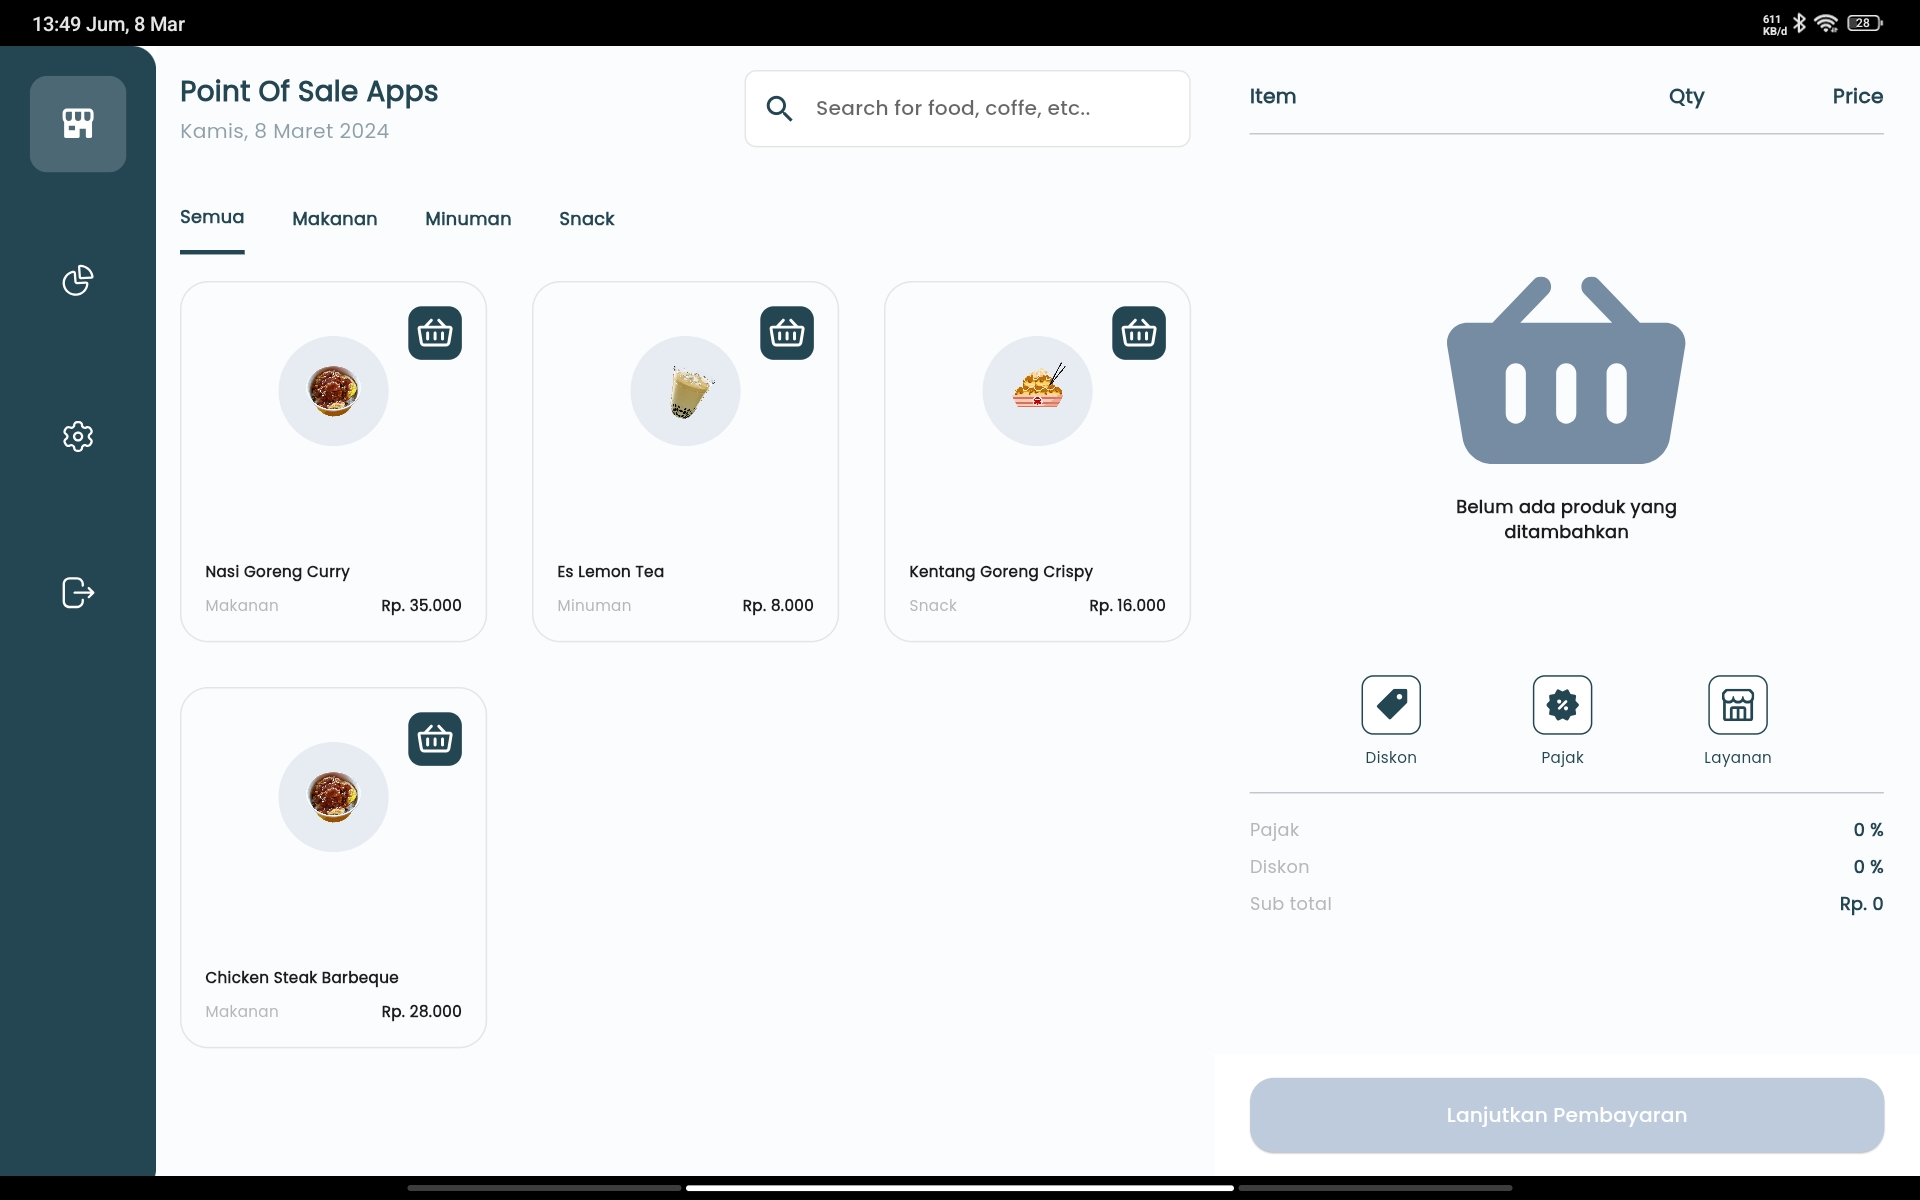 13:49 Jum, 8 Mar
611
KB/d
28
Point Of Sale Apps
Kamis, 8 Maret 2024
Search for food, coffe, etc..
Semua
Makanan
Minuman
Snack
Nasi Goreng Curry
Makanan
Rp. 35.000
Es Lemon Tea
Minuman
Rp. 8.000
Kentang Goreng Crispy
Snack
Rp. 16.000
Chicken Steak Barbeque
Makanan
Rp. 28.000
Item
Qty
Price
Belum ada produk yang
ditambahkan
Diskon
Pajak
Layanan
Pajak
0 %
Diskon
0 %
Sub total
Rp. 0
Lanjutkan Pembayaran